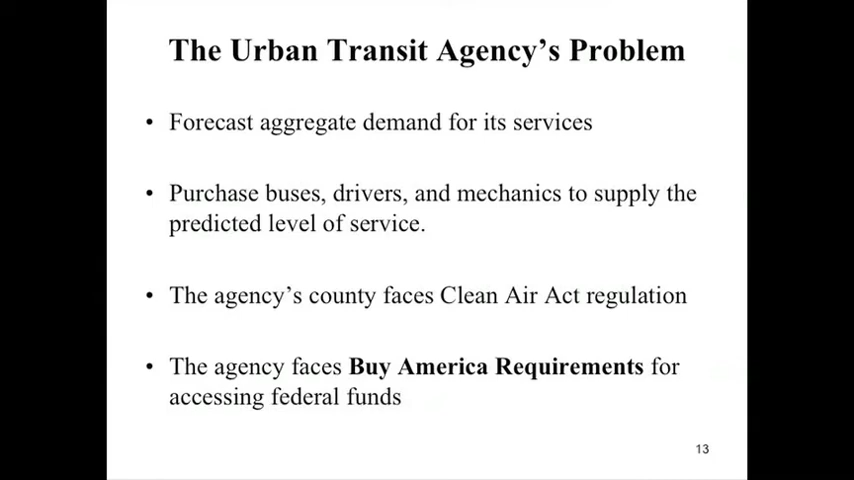 The Urban Transit Agency's Problem
• Forecast aggregate demand for its services
• Purchase buses, drivers, and mechanics to supply the
predicted level of service.
• The agency's county faces Clean Air Act regulation
• The agency faces Buy America Requirements for
accessing federal funds
13